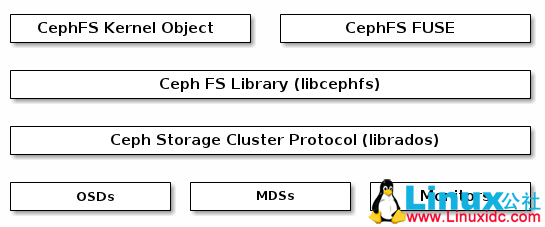 CephFS Kernel Object
CephFS FUSE
Ceph FS Library (libcephfs)
Ceph Storage Cluster Protocol (librados)
OSDs
MDSs
Monitors
Linux公社
www.Linuxidc.com